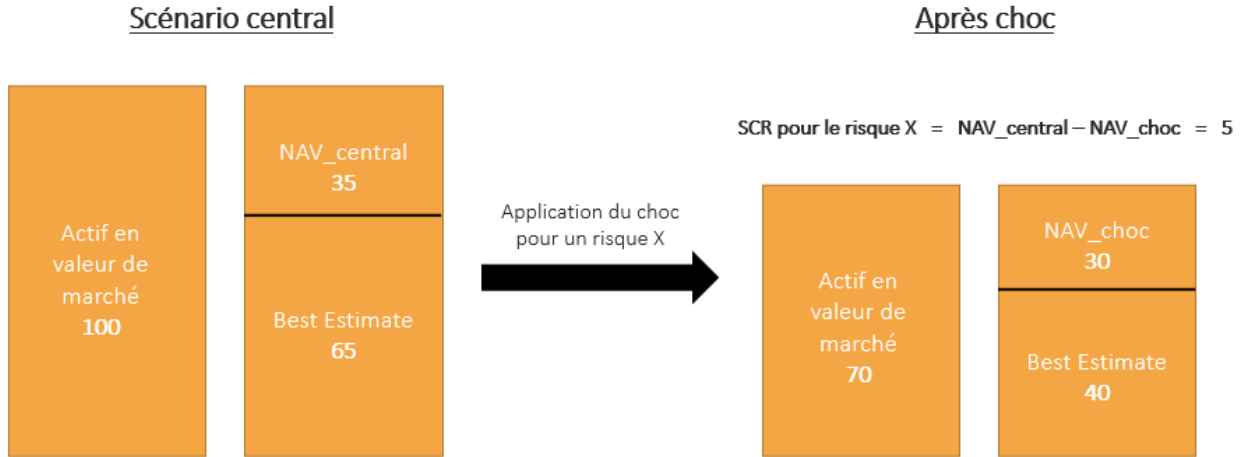 Scénario central
Après choc
Actif en
valeur de
marché
100
NAV_central
35
Best Estimate
65
Application du choc
pour un risque X
SCR pour le risque X = NAV_central – NAV_choc = 5
Actif en
valeur de
marché
70
NAV_choc
30
Best Estimate
40